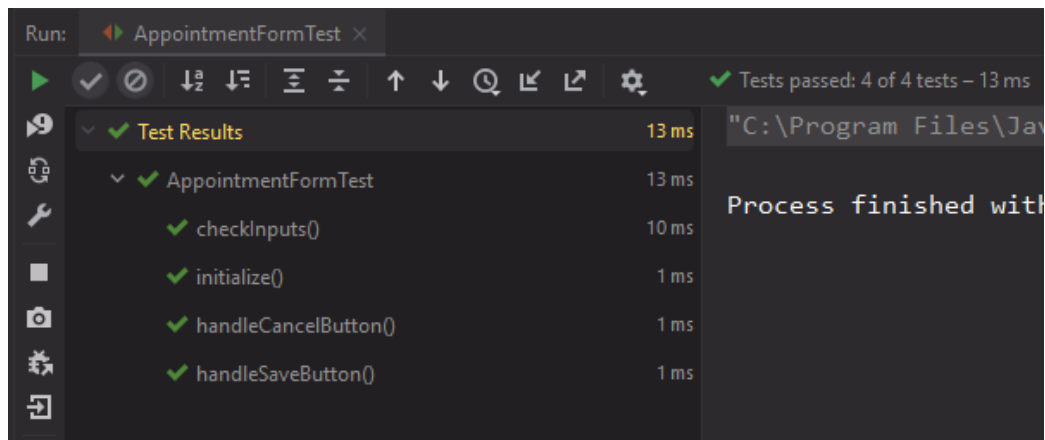 Run: AppointmentFormTest
Tests passed: 4 of 4 tests – 13 ms
Test Results 13 ms
AppointmentFormTest 13 ms
checkInputs() 10 ms
initialize() 1 ms
handleCancelButton() 1 ms
handleSaveButton() 1 ms
"C:\Program Files\Jav
Process finished with